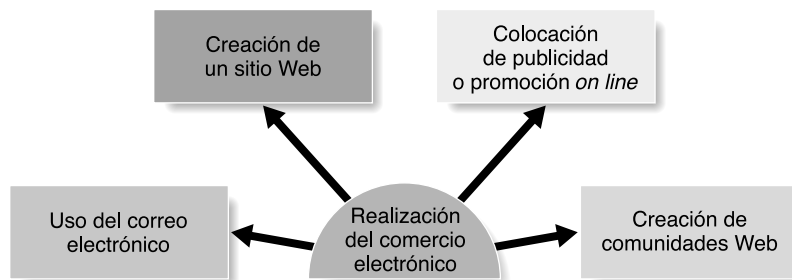 Creación de
un sitio Web
Colocación
de publicidad
o promoción on line
Uso del correo
electrónico
Realización
del comercio
electrónico
Creación de
comunidades Web